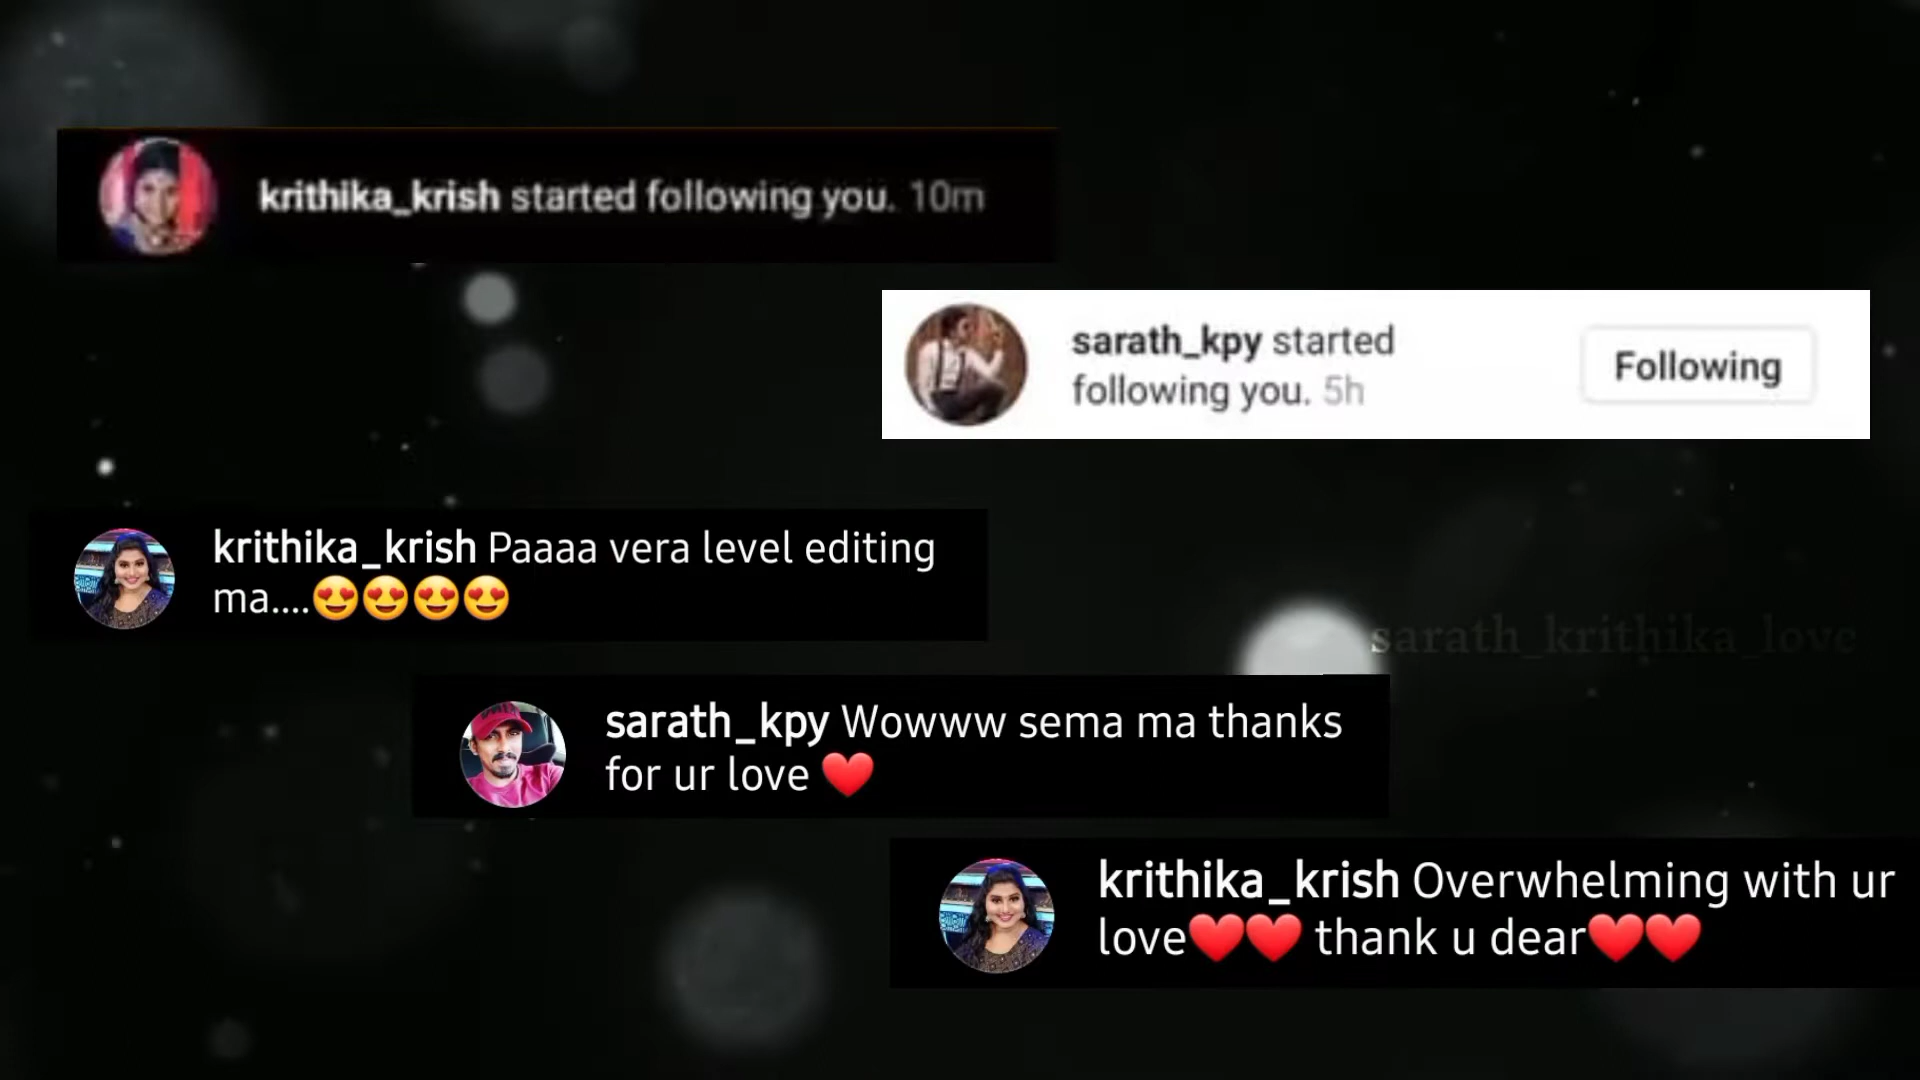 krithika_krish started following you. 10m
sarath_kpy started
following you. 5h
Following
krithika_krish Paaaa vera level editing
ma....😍😍😍😍
sarath_krithika_love
sarath_kpy Wowww sema ma thanks
for ur love ❤️
krithika_krish Overwhelming with ur
love❤️❤️ thank u dear❤️❤️